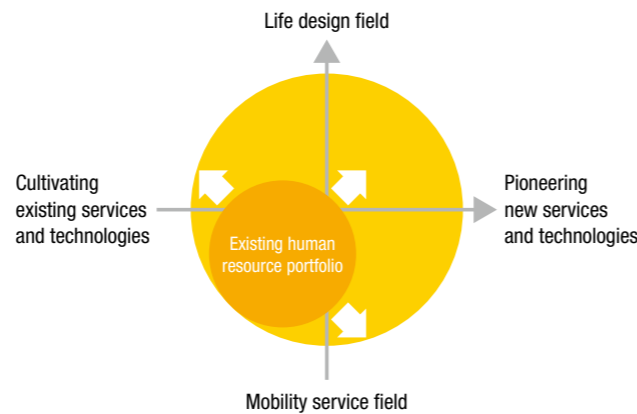 Life design field
Cultivating
existing services
and technologies
Pioneering
new services
and technologies
Existing human
resource portfolio
Mobility service field